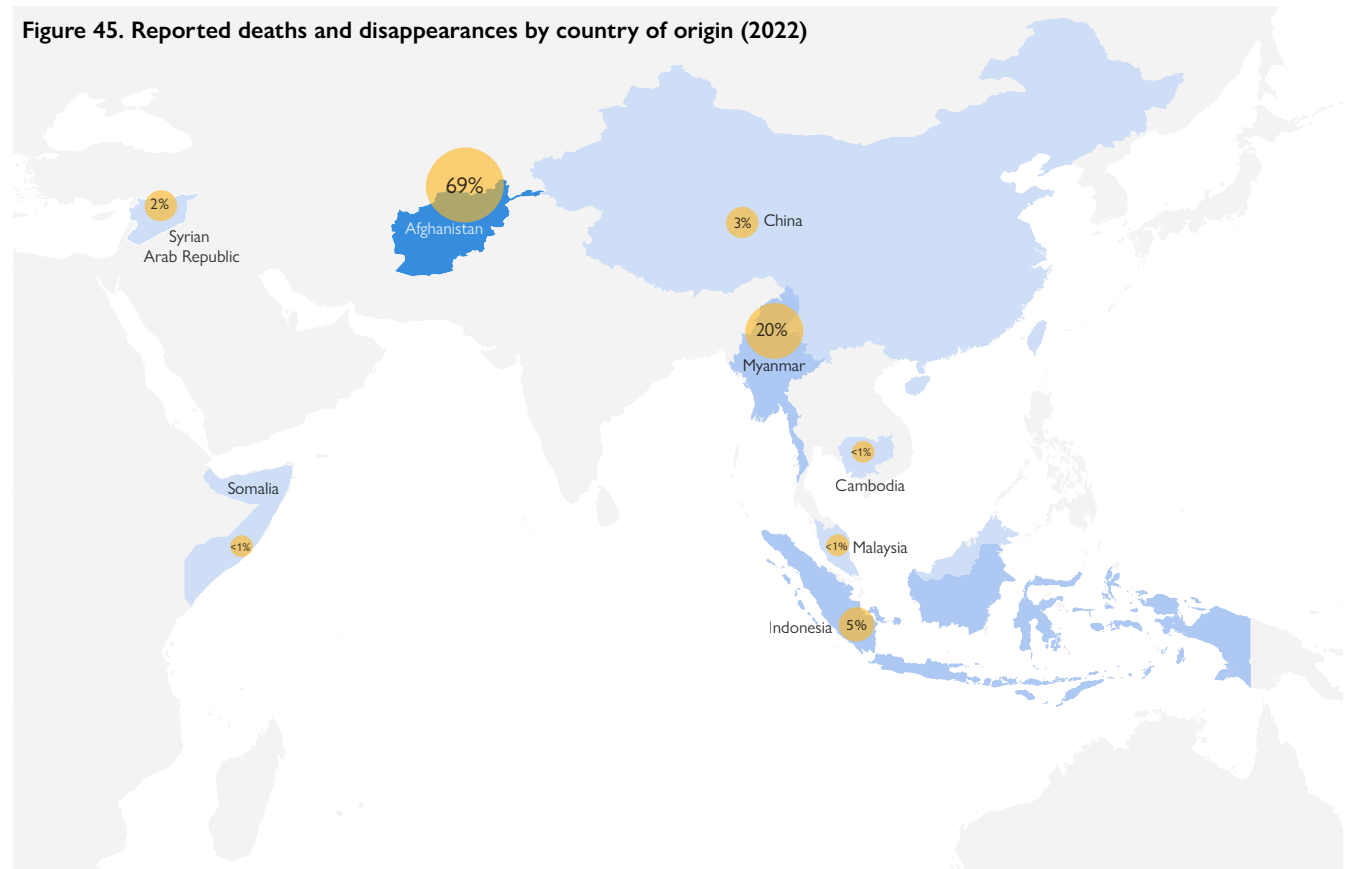 Figure 45. Reported deaths and disappearances by country of origin (2022)
69%
Afghanistan
2%
Syrian
Arab Republic
3% China
20%
Myanmar
<1%
Cambodia
Somalia
<1%
<1% Malaysia
Indonesia 5%